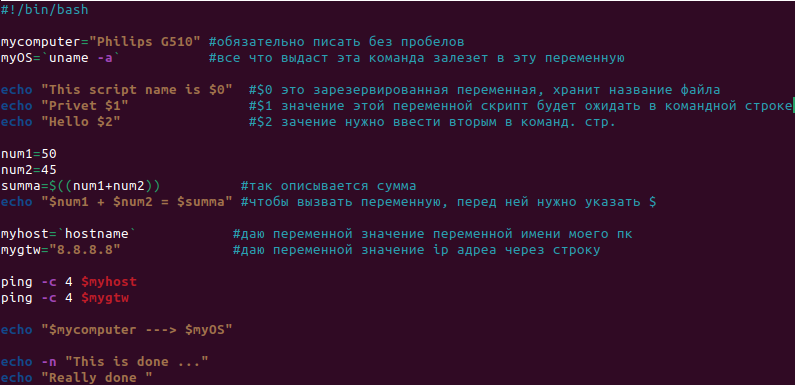 #!/bin/bash
mycomputer="Philips G510" #обязательно писать без пробелов
myOS=`uname -a` #все что выдаст эта команда залезет в эту переменную
echo "This script name is $0" #$0 это зарезервированная переменная, хранит название файла
echo "Privet $1" #$1 значение этой переменной скрипт будет ожидать в командной строке
echo "Hello $2" #$2 зачение нужно ввести вторым в команд. стр.
num1=50
num2=45
summa=$((num1+num2)) #так описывается сумма
echo "$num1 + $num2 = $summa" #чтобы вызвать переменную, перед ней нужно указать $
myhost=`hostname` #даю переменной значение переменной имени моего пк
mygtw="8.8.8.8" #даю переменной значение ip адреа через строку
ping -c 4 $myhost
ping -c 4 $mygtw
echo "$mycomputer ---> $myOS"
echo -n "This is done ..."
echo "Really done "